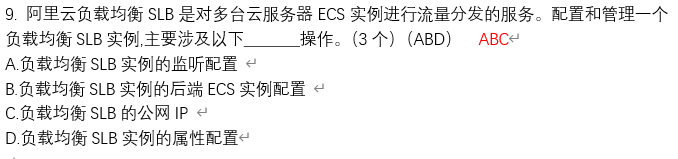 9. 阿里云负载均衡 SLB 是对多台云服务器 ECS 实例进行流量分发的服务。配置和管理一个
负载均衡 SLB 实例,主要涉及以下_______操作。（3 个）（ABD） ABC↵
A.负载均衡 SLB 实例的监听配置 ↵
B.负载均衡 SLB 实例的后端 ECS 实例配置 ↵
C.负载均衡 SLB 的公网 IP ↵
D.负载均衡 SLB 实例的属性配置↵